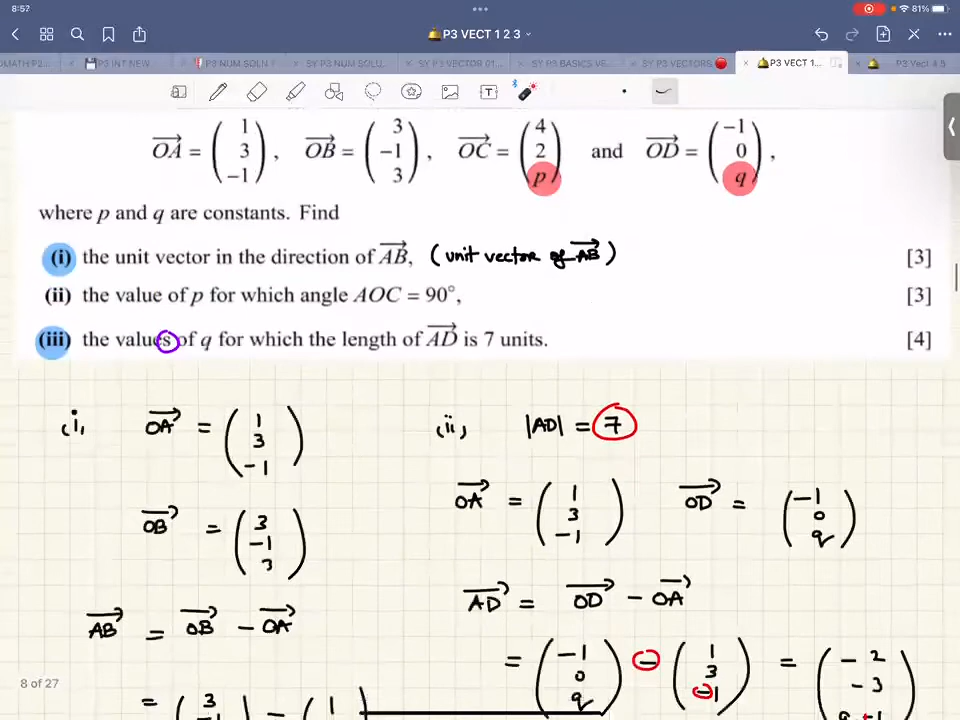 8:57
81%
P3 VECT 1 2 3
OMATH P2... P3 INT NEW P3 NUM SOLN SY P3 NUM SOLU... SY P3 VECTOR 01... SY P3 BASICS VE... SY P3 VECTORS P3 VECT 1... P3 Vect 4 5
OA = ( 1 3 -1 ), OB = ( 3 -1 3 ), OC = ( 4 2 p ) and OD = ( -1 0 q ),
where p and q are constants. Find
(i) the unit vector in the direction of AB, (unit vector of AB) [3]
(ii) the value of p for which angle AOC = 90°, [3]
(iii) the values of q for which the length of AD is 7 units. [4]
(i, OA = ( 1 3 -1 )
OB = ( 3 -1 3 )
AB = OB - OA
(ii, |AD| = 7
OA = ( 1 3 -1 ) OD = ( -1 0 q )
AD = OD - OA
= ( -1 0 q ) - ( 1 3 -1 ) = ( -2 -3
8 of 27